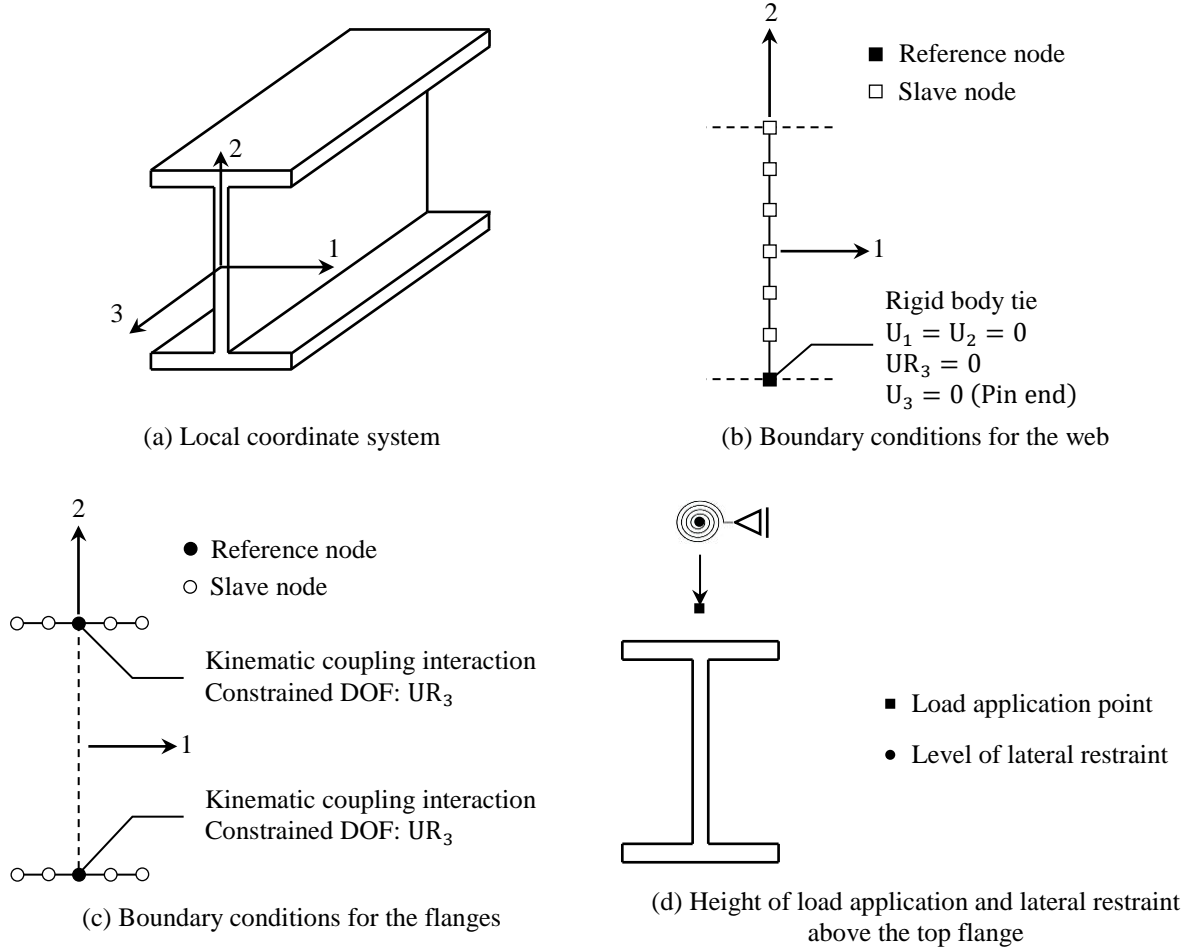 2
1
3
(a) Local coordinate system
2
Reference node
Slave node
1
Rigid body tie
U₁ = U₂ = 0
UR₃ = 0
U₃ = 0 (Pin end)
(b) Boundary conditions for the web
2
Reference node
Slave node
Kinematic coupling interaction
Constrained DOF: UR₃
1
Kinematic coupling interaction
Constrained DOF: UR₃
(c) Boundary conditions for the flanges
Load application point
Level of lateral restraint
(d) Height of load application and lateral restraint
above the top flange